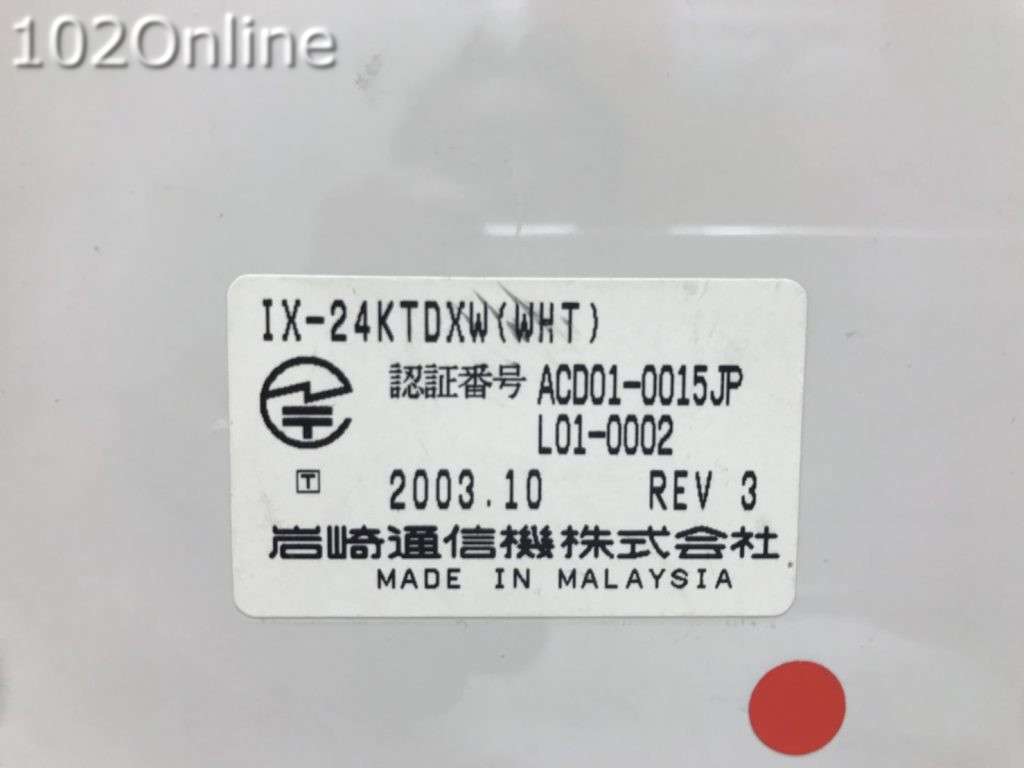 102Online
IX-24KTDXW(WHT)
認証番号 ACD01-0015JP
L01-0002
T
2003.10 REV 3
岩崎通信機株式会社
MADE IN MALAYSIA